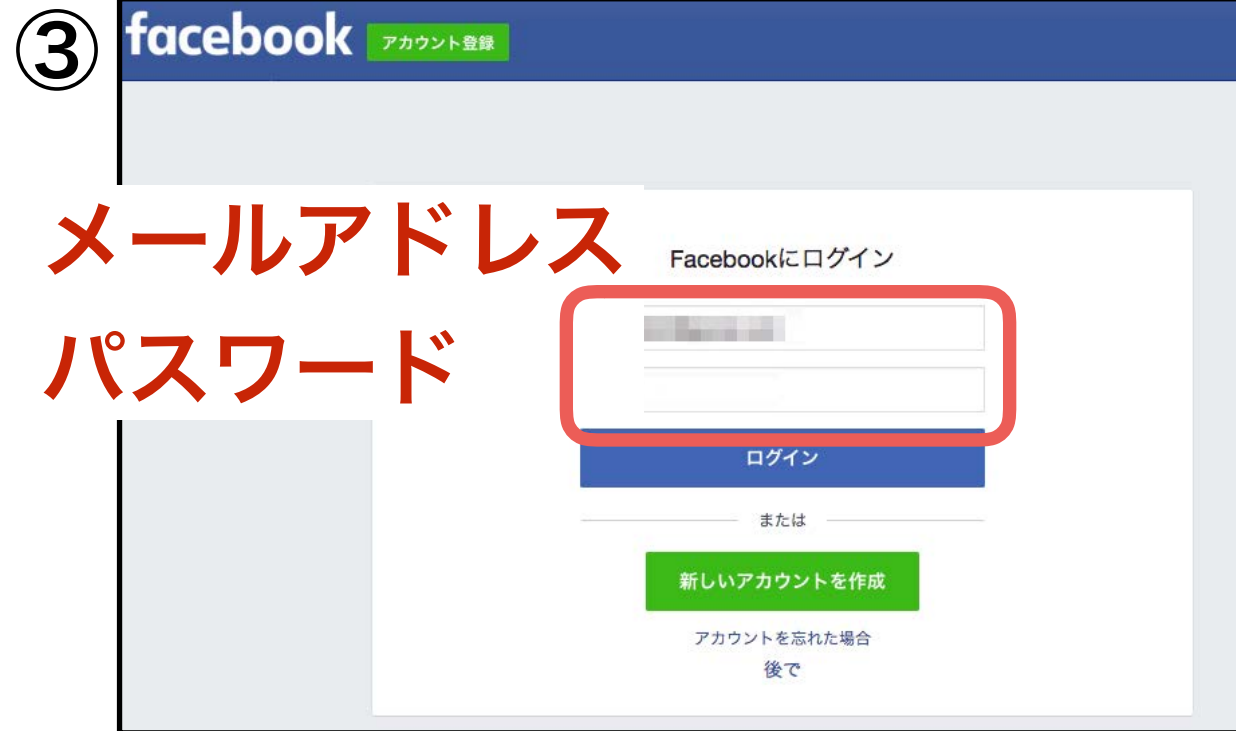 ③
facebook アカウント登録
メールアドレス
Facebookにログイン
パスワード
ログイン
または
新しいアカウントを作成
アカウントを忘れた場合
後で